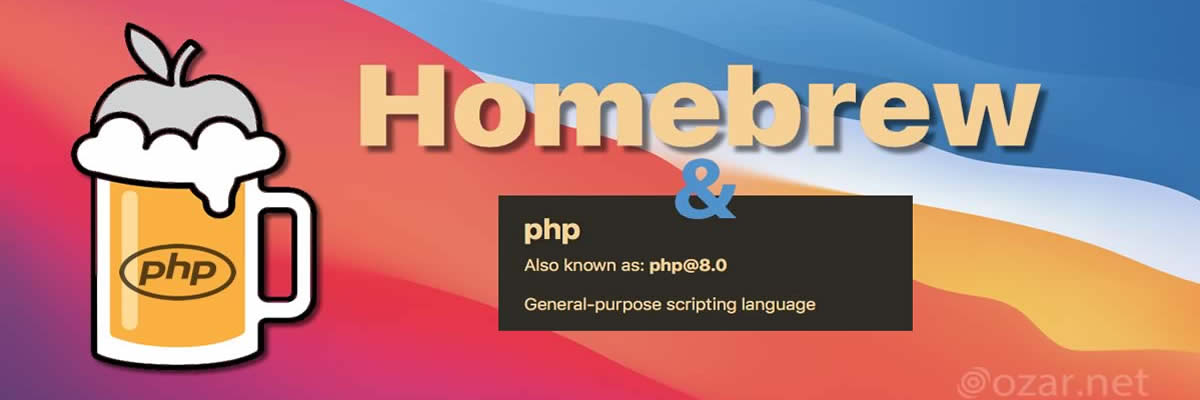 Homebrew
&
php
Also known as: php@8.0
General-purpose scripting language
php
ozar.net